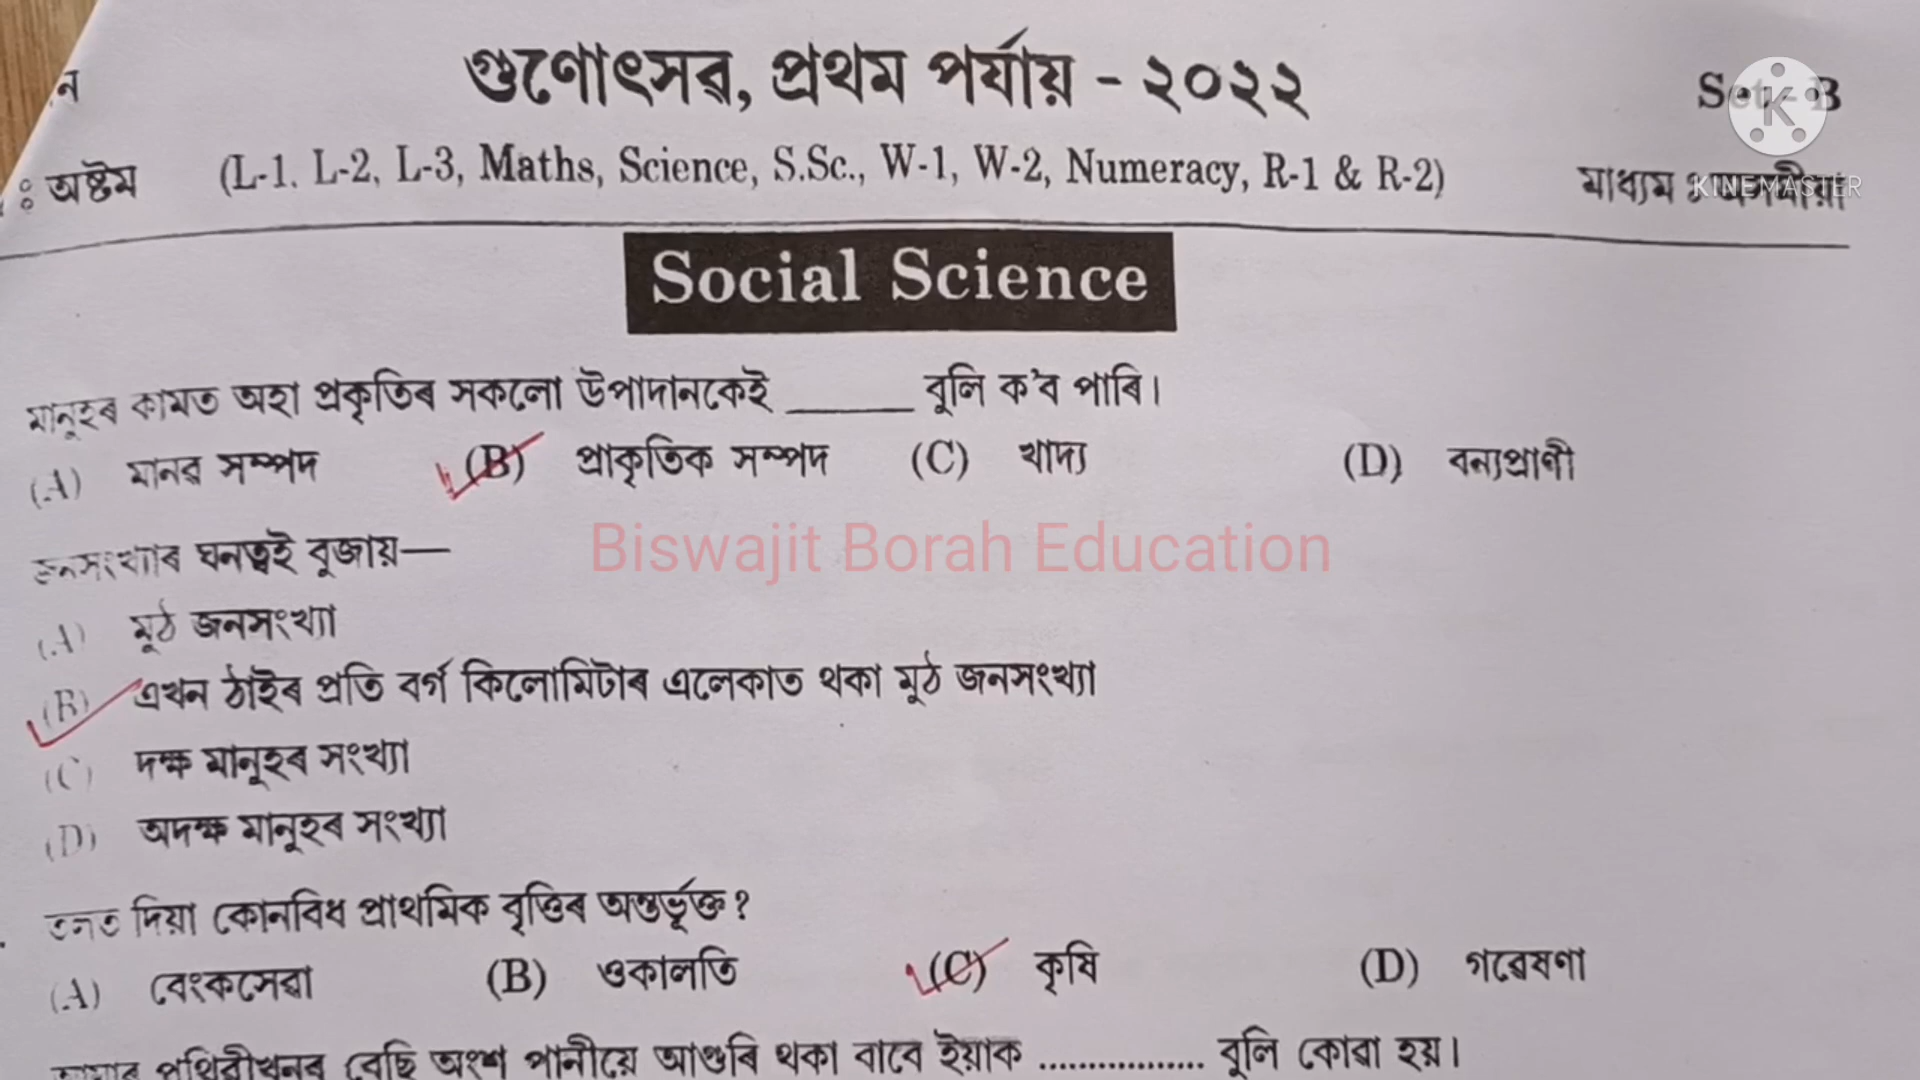 ন
গুণোৎসৱ, প্ৰথম পৰ্যায় - ২০২২
Set - B
: অষ্টম (L-1, L-2, L-3, Maths, Science, S.Sc., W-1, W-2, Numeracy, R-1 & R-2) মাধ্যম : অসমীয়া
KINEMASTER
Social Science
মানুহৰ কামত অহা প্ৰকৃতিৰ সকলো উপাদানকেই ______ বুলি ক'ব পাৰি।
(A) মানৱ সম্পদ (B) প্ৰাকৃতিক সম্পদ (C) খাদ্য (D) বন্যপ্ৰাণী
জনসংখ্যাৰ ঘনত্বই বুজায়—
Biswajit Borah Education
(A) মুঠ জনসংখ্যা
(B) এখন ঠাইৰ প্ৰতি বৰ্গ কিলোমিটাৰ এলেকাত থকা মুঠ জনসংখ্যা
(C) দক্ষ মানুহৰ সংখ্যা
(D) অদক্ষ মানুহৰ সংখ্যা
তলত দিয়া কোনবিধ প্ৰাথমিক বৃত্তিৰ অন্তৰ্ভূক্ত?
(A) বেংকসেৱা (B) ওকালতি (C) কৃষি (D) গৱেষণা
আমাৰ পৃথিৱীখনৰ বেছি অংশ পানীয়ে আগুৰি থকা বাবে ইয়াক ................. বুলি কোৱা হয়।